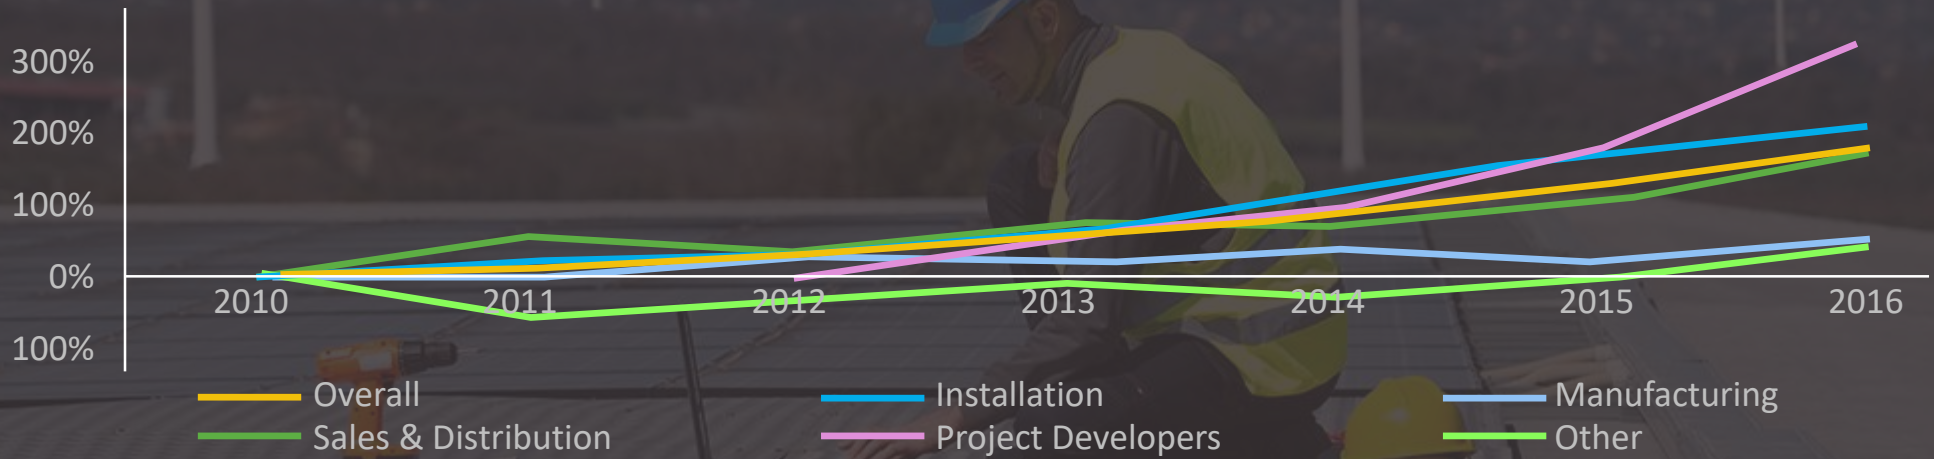 300%
200%
100%
0%
100%
2010 2011 2012 2013 2014 2015 2016
Overall Installation Manufacturing
Sales & Distribution Project Developers Other